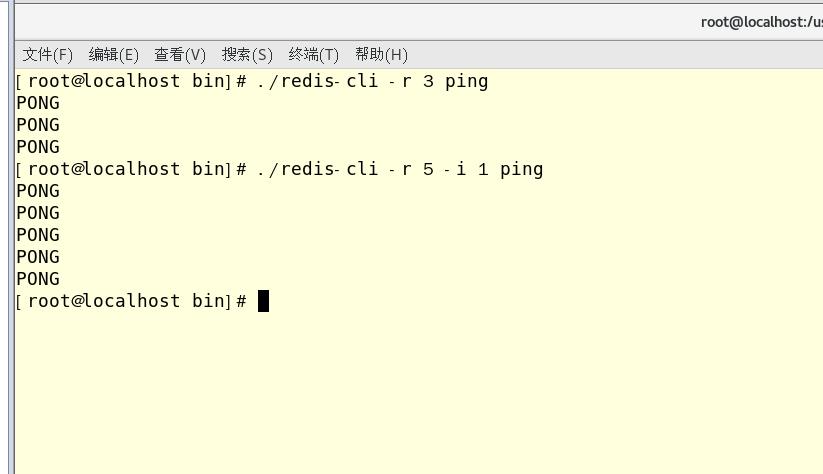 root@localhost:/us
文件(F) 编辑(E) 查看(V) 搜索(S) 终端(T) 帮助(H)
[root@localhost bin]# ./redis-cli -r 3 ping
PONG
PONG
PONG
[root@localhost bin]# ./redis-cli -r 5 -i 1 ping
PONG
PONG
PONG
PONG
PONG
[root@localhost bin]#